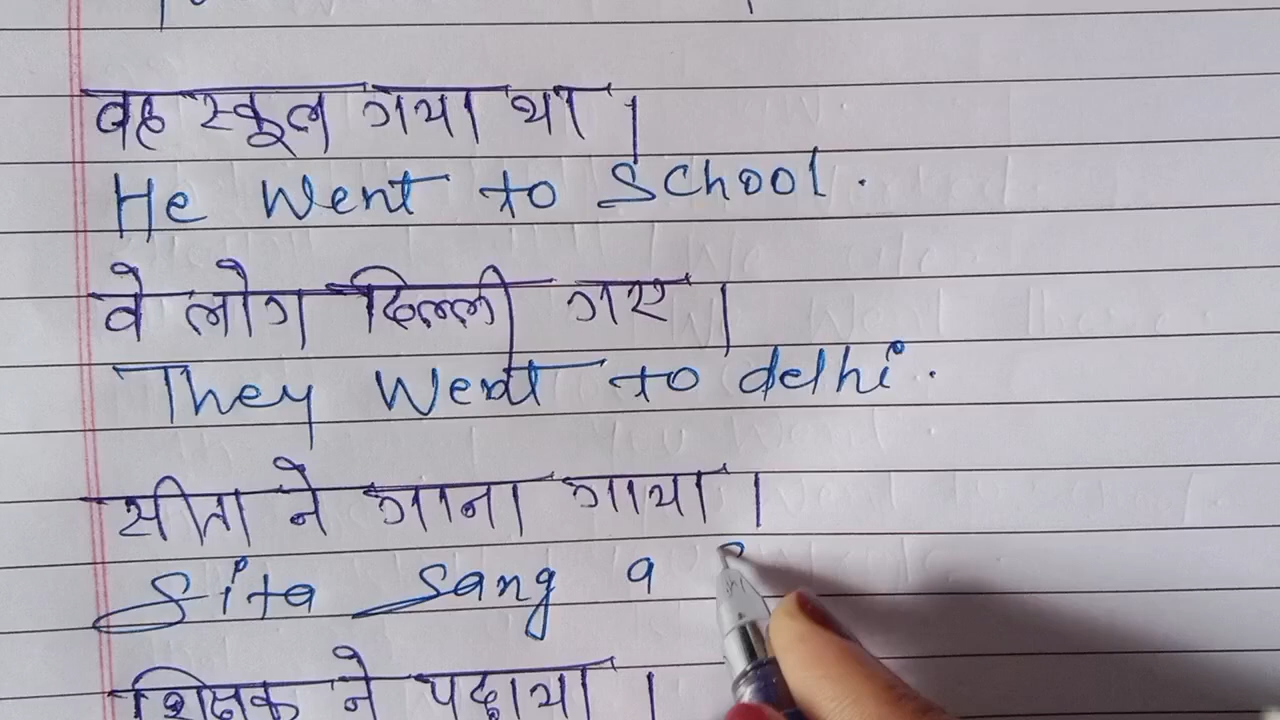 वह स्कूल गया था।
He Went to School.
वे लोग दिल्ली गए।
They Went to delhi.
सीता ने गाना गाया।
Sita Sang a
शिक्षक ने पढ़ाया।